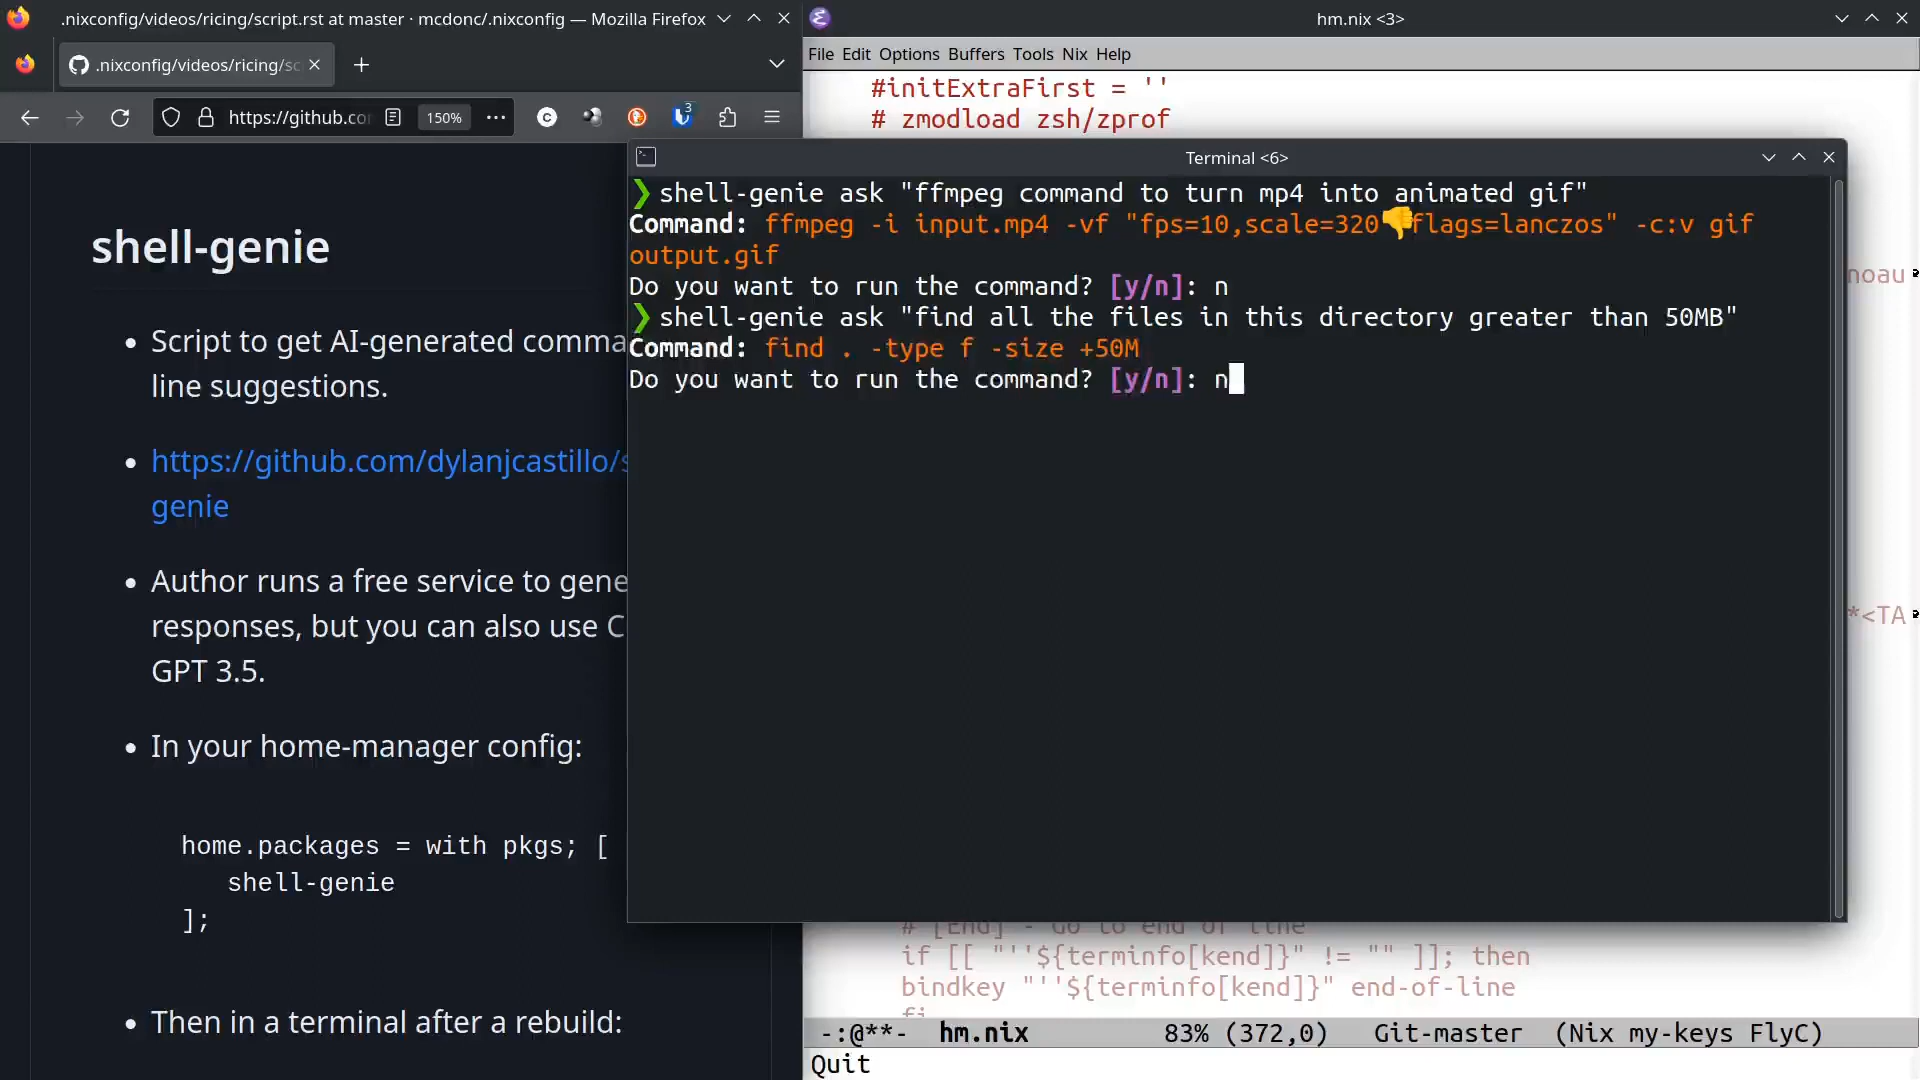 .nixconfig/videos/ricing/script.rst at master · mcdonc/.nixconfig — Mozilla Firefox
.nixconfig/videos/ricing/sc
https://github.co
150%
3
shell-genie
Script to get AI-generated comma
line suggestions.
https://github.com/dylanjcastillo/s
genie
Author runs a free service to gene
responses, but you can also use C
GPT 3.5.
In your home-manager config:
home.packages = with pkgs; [
shell-genie
];
Then in a terminal after a rebuild:
hm.nix <3>
File Edit Options Buffers Tools Nix Help
#initExtraFirst = ''
# zmodload zsh/zprof
noau
*<TA
Terminal <6>
❯ shell-genie ask "ffmpeg command to turn mp4 into animated gif"
Command: ffmpeg -i input.mp4 -vf "fps=10,scale=320👎flags=lanczos" -c:v gif
output.gif
Do you want to run the command? [y/n]: n
❯ shell-genie ask "find all the files in this directory greater than 50MB"
Command: find . -type f -size +50M
Do you want to run the command? [y/n]: n
# [End] - Go to end of line
if [[ "''${terminfo[kend]}" != "" ]]; then
bindkey "''${terminfo[kend]}" end-of-line
fi
-:@**- hm.nix 83% (372,0) Git-master (Nix my-keys FlyC)
Quit